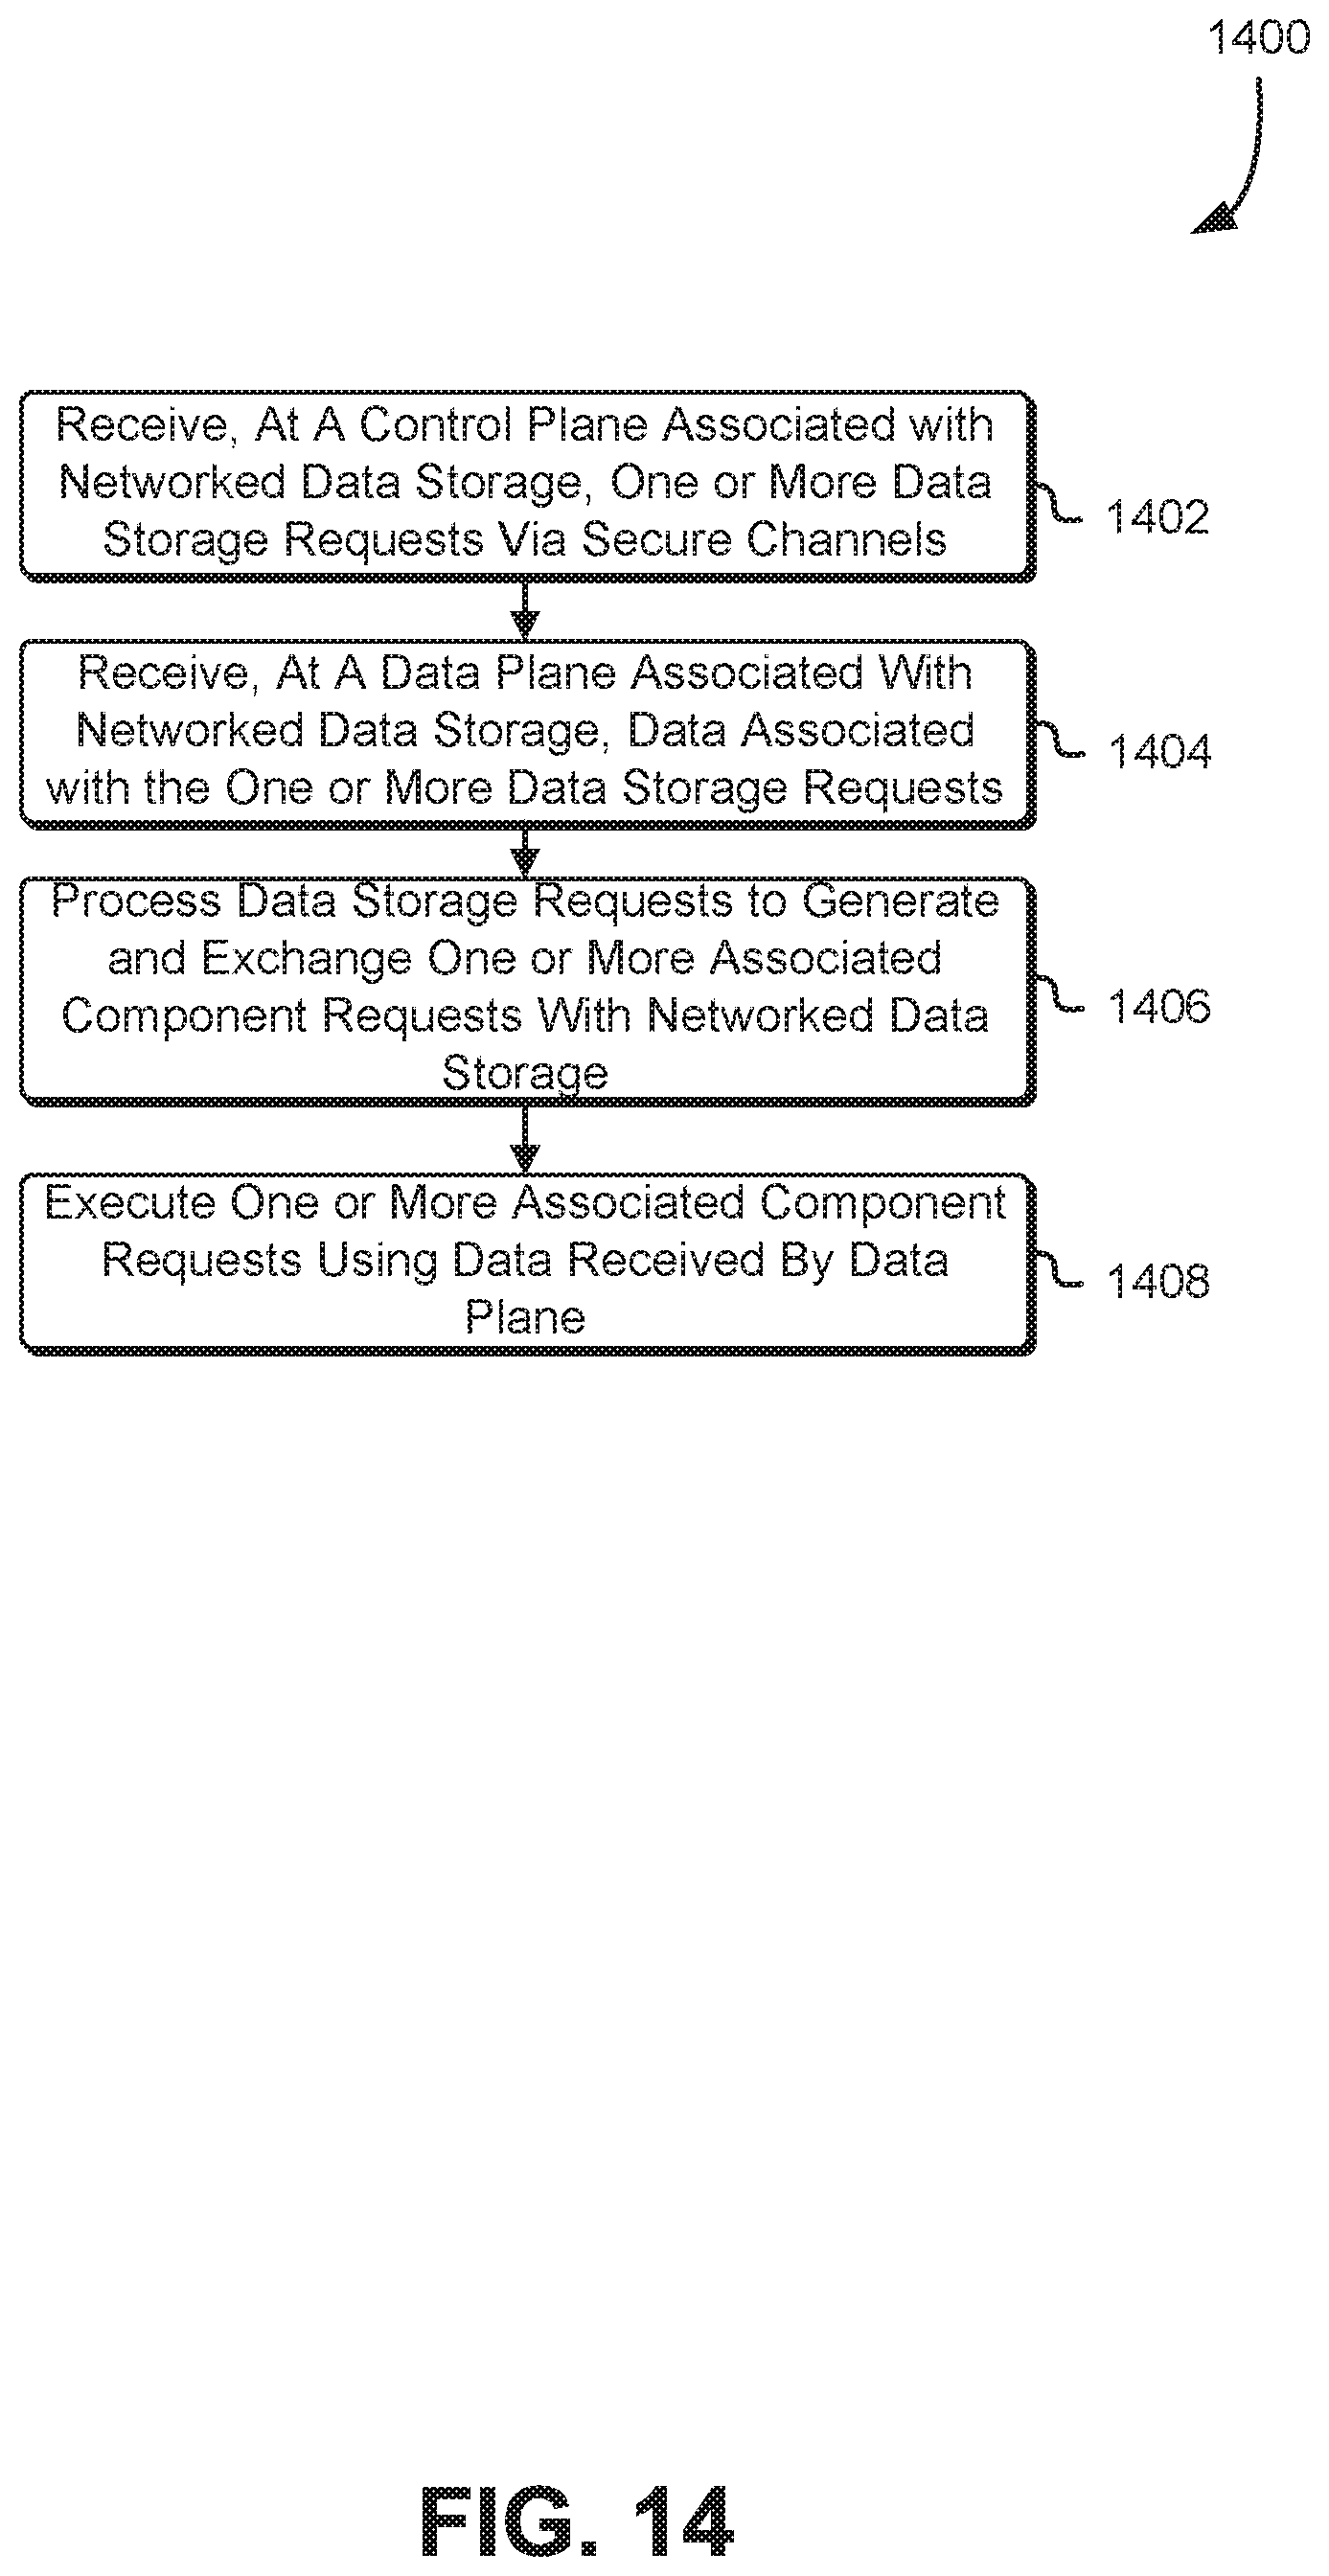 1400
Receive, At A Control Plane Associated with
Networked Data Storage, One or More Data
Storage Requests Via Secure Channels
1402
Receive, At A Data Plane Associated With
Networked Data Storage, Data Associated
with the One or More Data Storage Requests
1404
Process Data Storage Requests to Generate
and Exchange One or More Associated
Component Requests With Networked Data
Storage
1406
Execute One or More Associated Component
Requests Using Data Received By Data
Plane
1408
FIG. 14